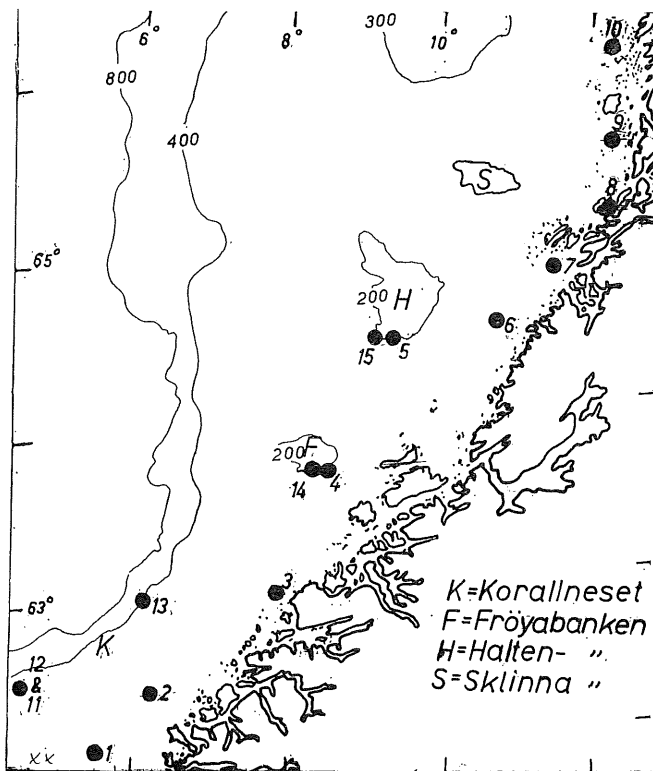 6°
8°
300
10°
10
800
400
9
S
8
65°
7
200 H
6
15
5
F
200
14
4
3
63°
13
K=Korallneset
F=Fröyabanken
H=Halten- „
S=Sklinna „
K
12
&
11
2
1
xx